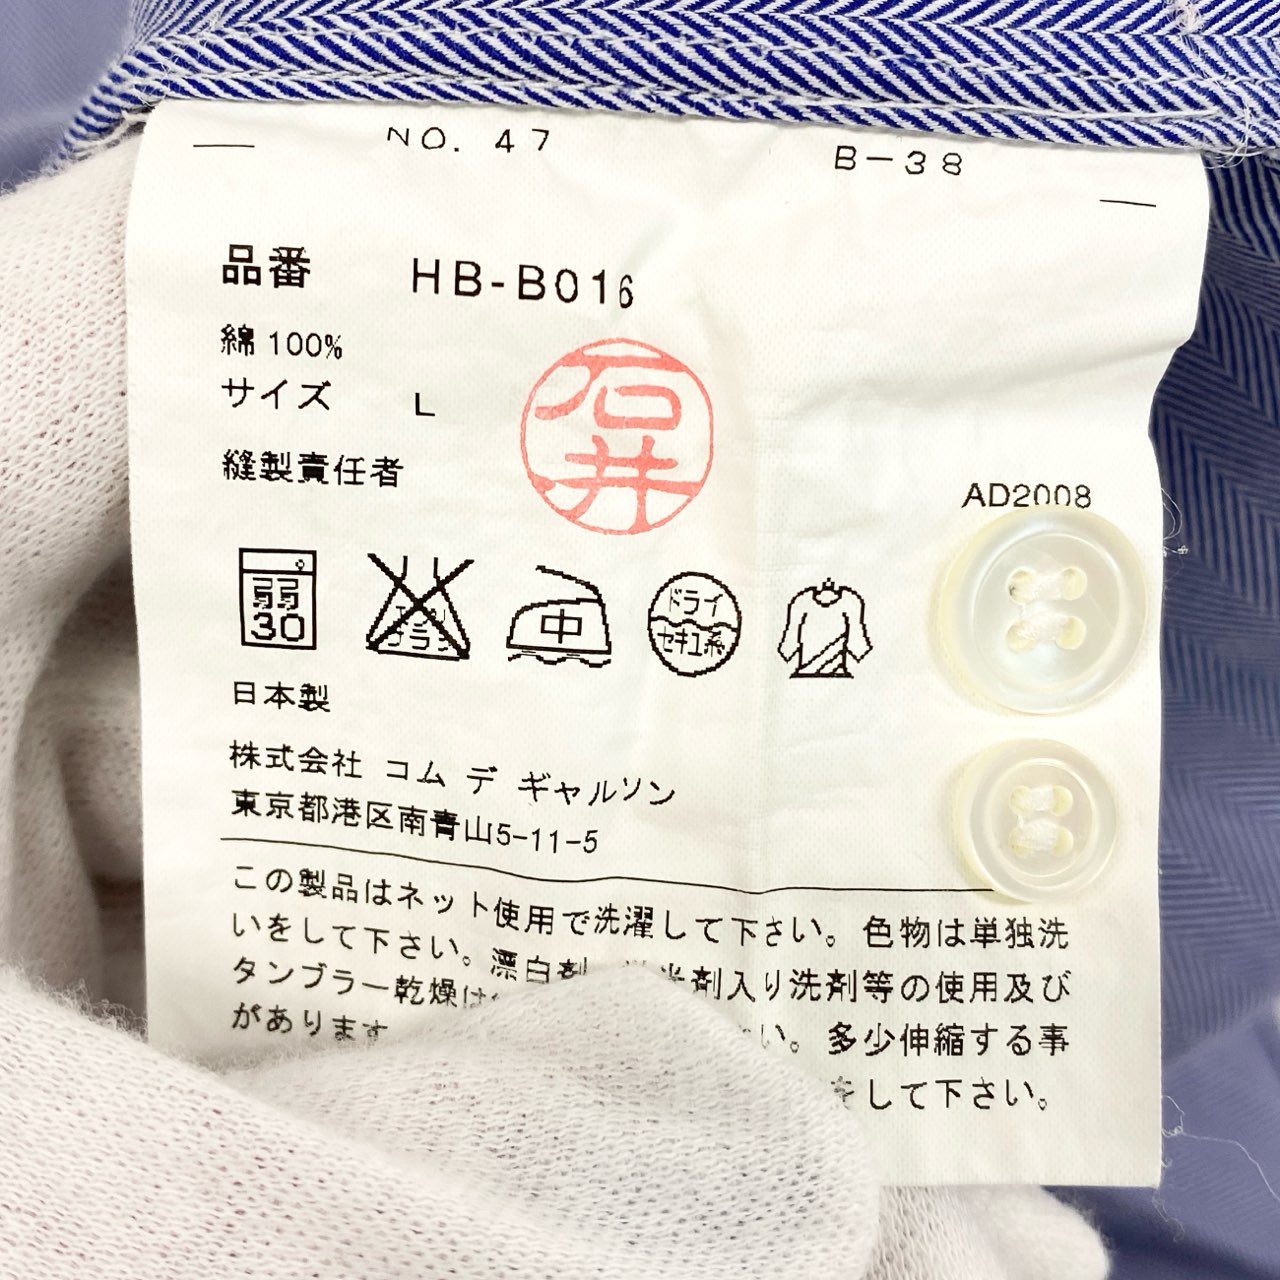 NO. 47 B-38
品番 HB-B016
綿100%
サイズ L
縫製責任者 石井
AD2008
弱 30
中
ドライ
セキユ系
日本製
株式会社 コム デ ギャルソン
東京都港区南青山5-11-5
この製品はネット使用で洗濯して下さい。色物は単独洗
いをして下さい。漂白剤 光剤入り洗剤等の使用及び
タンブラー乾燥は い。多少伸縮する事
があります をして下さい。